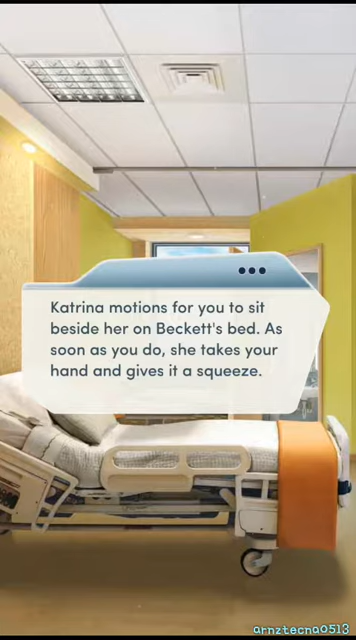 Katrina motions for you to sit
beside her on Beckett's bed. As
soon as you do, she takes your
hand and gives it a squeeze.
arnztecna0513